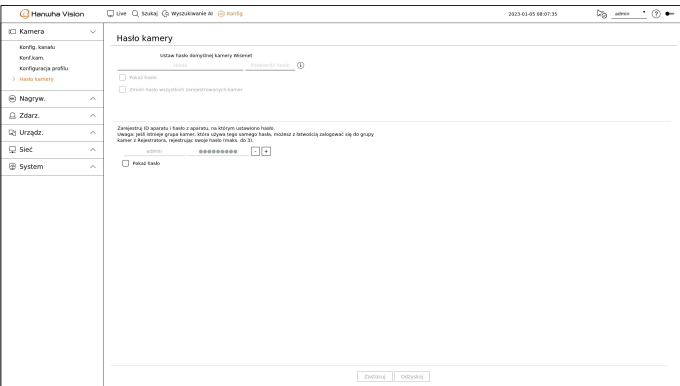 Hanwha Vision
Live Szukaj Wyszukiwanie AI Konfig
2023-01-05 08:07:35
admin
Kamera
Konfig. kanału
Konf.kam.
Konfiguracja profilu
Hasło kamery
Nagryw.
Zdarz.
Urządz.
Sieć
System
Hasło kamery
Ustaw hasło domyślnej kamery Wisenet
Hasło Potwierdź hasło
Pokaż hasło
Zmień hasło wszystkich zarejestrowanych kamer
Zarejestruj ID aparatu i hasło z aparatu, na którym ustawiono hasło.
Uwaga: Jeśli istnieje grupa kamer, która używa tego samego hasła, możesz z łatwością zalogować się do grupy
kamer z Rejestratora, rejestrując swoje hasło (maks. do 3).
admin ●●●●●●●●● - +
Pokaż hasło
Zastosuj Odzyskaj